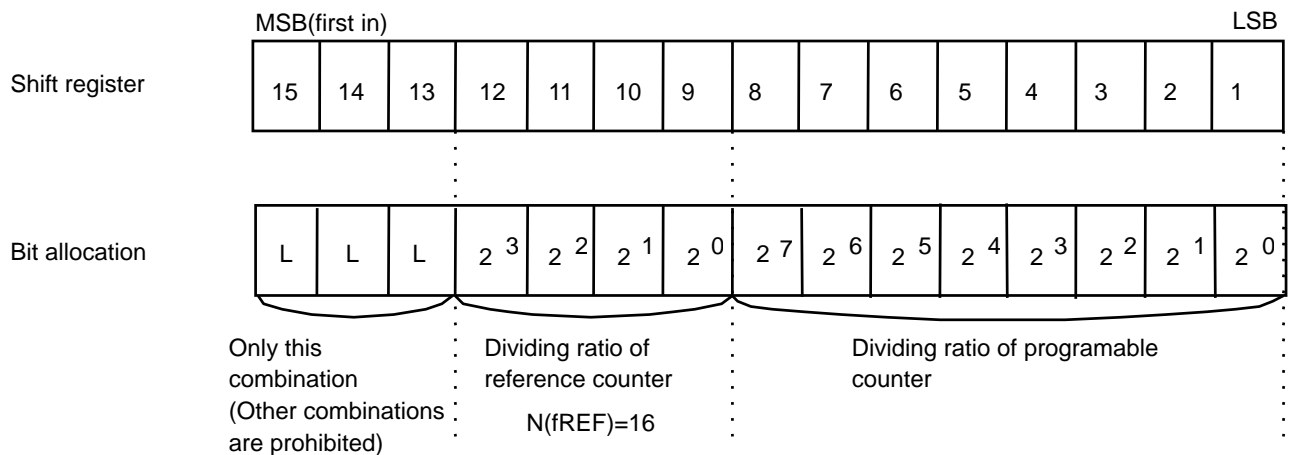 MSB(first in) LSB
Shift register 15 14 13 12 11 10 9 8 7 6 5 4 3 2 1
Bit allocation L L L 2^3 2^2 2^1 2^0 2^7 2^6 2^5 2^4 2^3 2^2 2^1 2^0
Only this
combination
(Other combinations
are prohibited)
Dividing ratio of
reference counter
N(fREF)=16
Dividing ratio of programable
counter